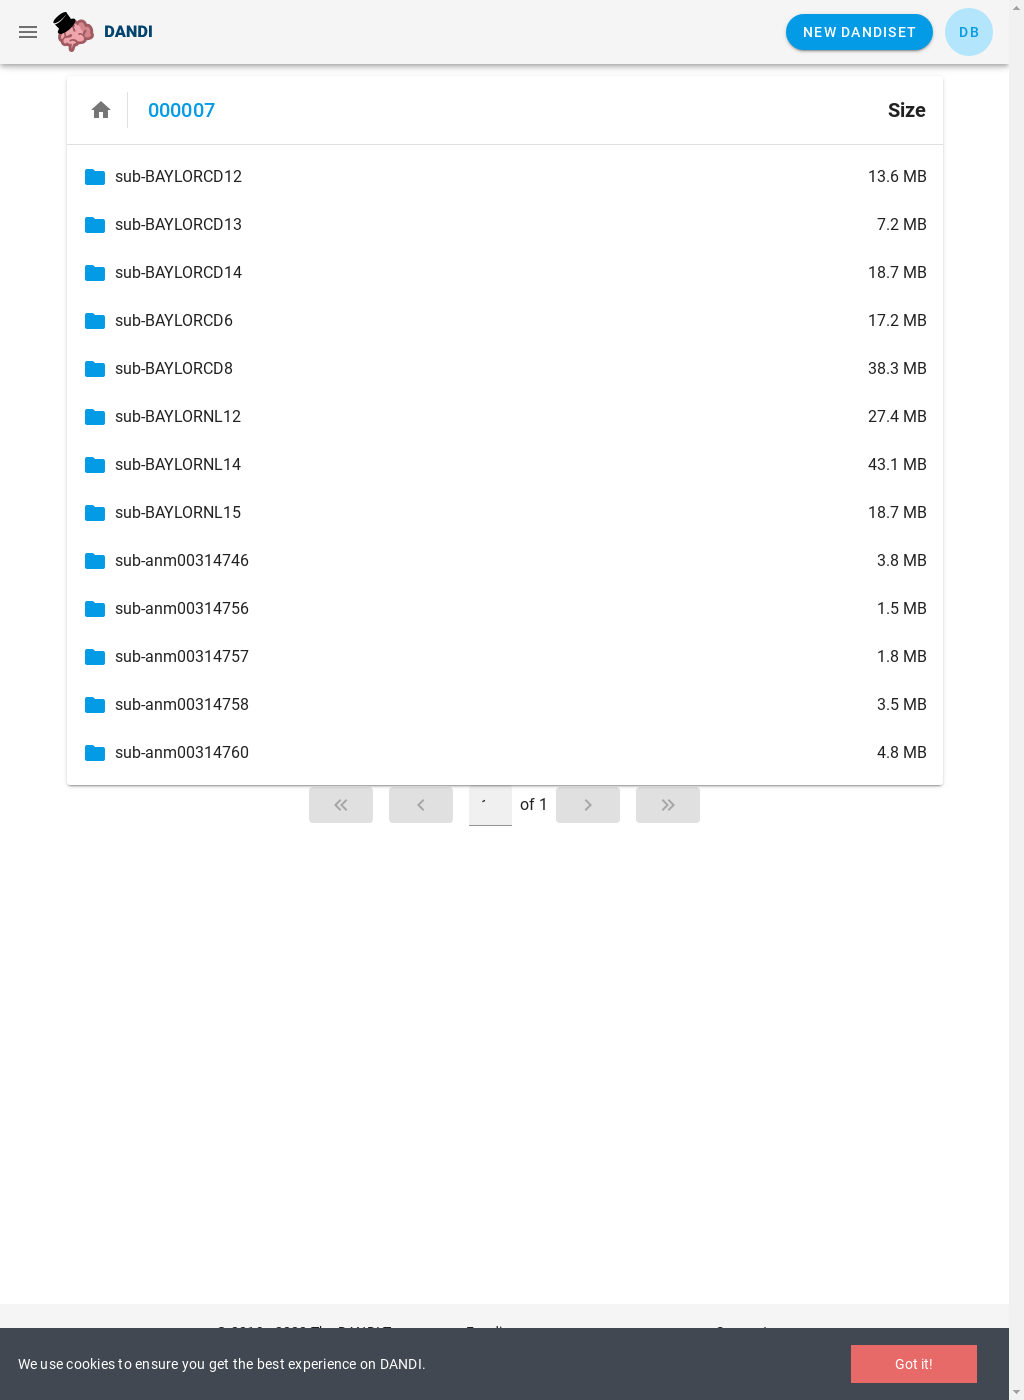 DANDI
NEW DANDISET
DB
000007
Size
sub-BAYLORCD12 13.6 MB
sub-BAYLORCD13 7.2 MB
sub-BAYLORCD14 18.7 MB
sub-BAYLORCD6 17.2 MB
sub-BAYLORCD8 38.3 MB
sub-BAYLORNL12 27.4 MB
sub-BAYLORNL14 43.1 MB
sub-BAYLORNL15 18.7 MB
sub-anm00314746 3.8 MB
sub-anm00314756 1.5 MB
sub-anm00314757 1.8 MB
sub-anm00314758 3.5 MB
sub-anm00314760 4.8 MB
of 1
We use cookies to ensure you get the best experience on DANDI.
Got it!